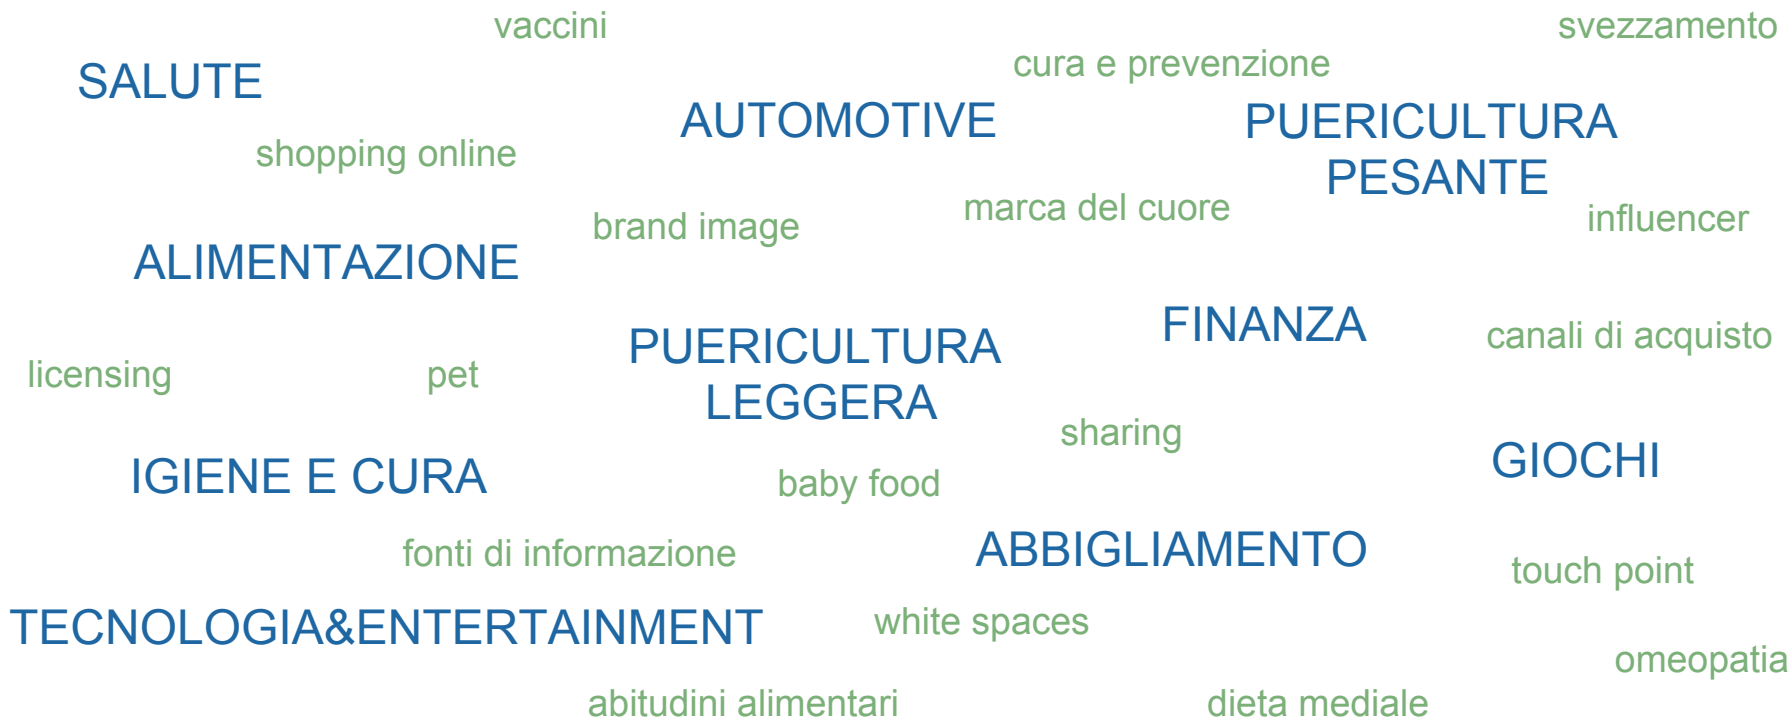 vaccini
svezzamento
cura e prevenzione
SALUTE
AUTOMOTIVE
PUERICULTURA
PESANTE
shopping online
marca del cuore
influencer
brand image
ALIMENTAZIONE
FINANZA
canali di acquisto
PUERICULTURA
LEGGERA
licensing
pet
sharing
GIOCHI
IGIENE E CURA
baby food
fonti di informazione
ABBIGLIAMENTO
touch point
TECNOLOGIA&ENTERTAINMENT
white spaces
omeopatia
abitudini alimentari
dieta mediale